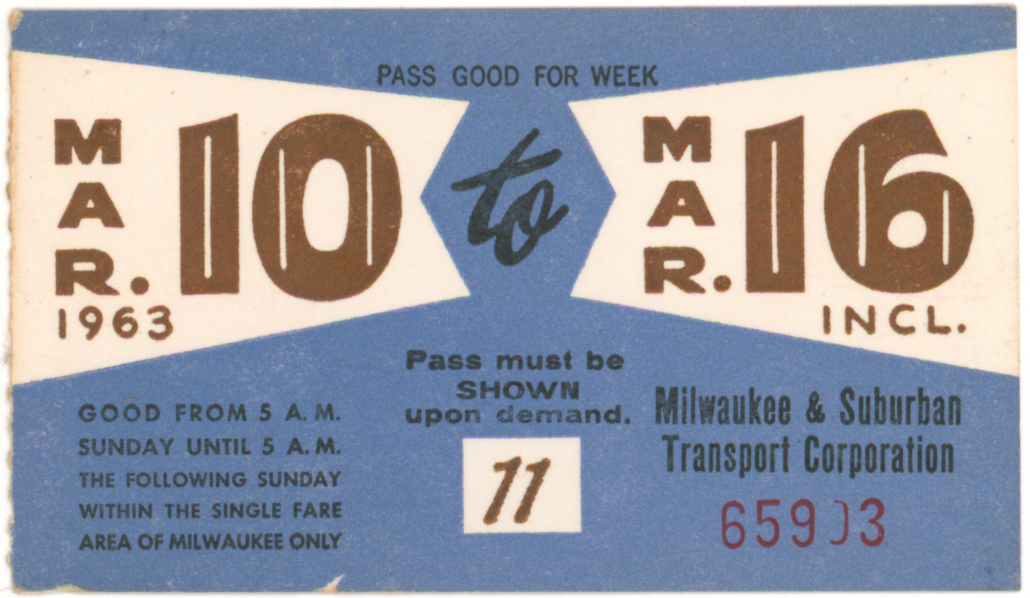 PASS GOOD FOR WEEK
MAR. 10
1963
to
MAR. 16
INCL.
Pass must be
SHOWN
upon demand.
GOOD FROM 5 A. M.
SUNDAY UNTIL 5 A. M.
THE FOLLOWING SUNDAY
WITHIN THE SINGLE FARE
AREA OF MILWAUKEE ONLY
11
Milwaukee & Suburban
Transport Corporation